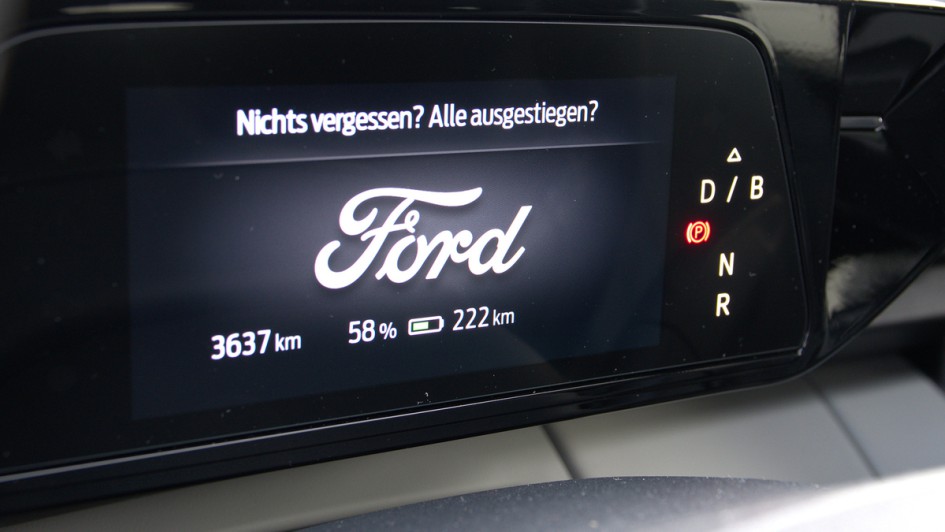 Nichts vergessen? Alle ausgestiegen?
Ford
3637 km 58 % 222 km
D / B
P
N
R